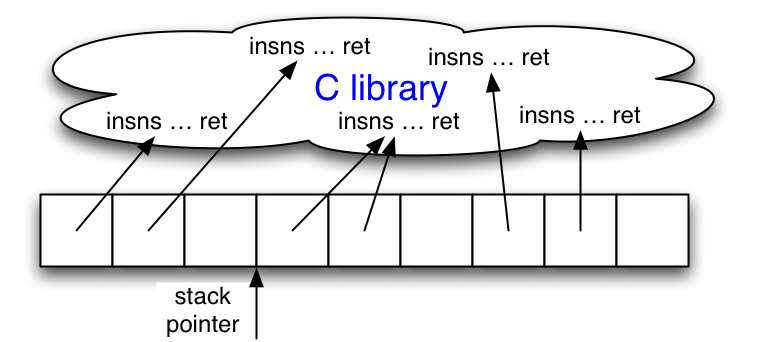 insns … ret
insns … ret
C library
insns … ret
insns … ret
insns … ret
stack
pointer